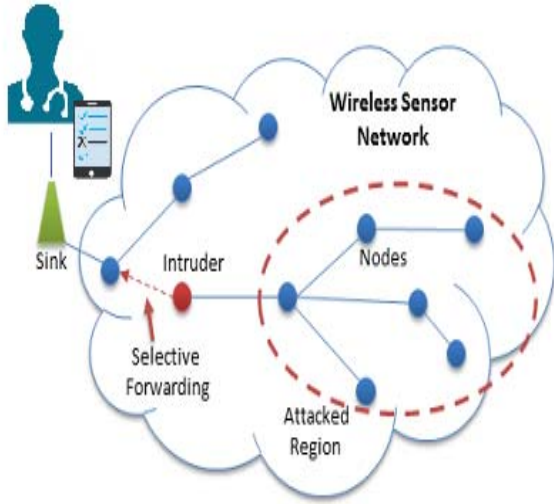 Wireless Sensor
Network
Sink
Intruder
Nodes
Selective
Forwarding
Attacked
Region